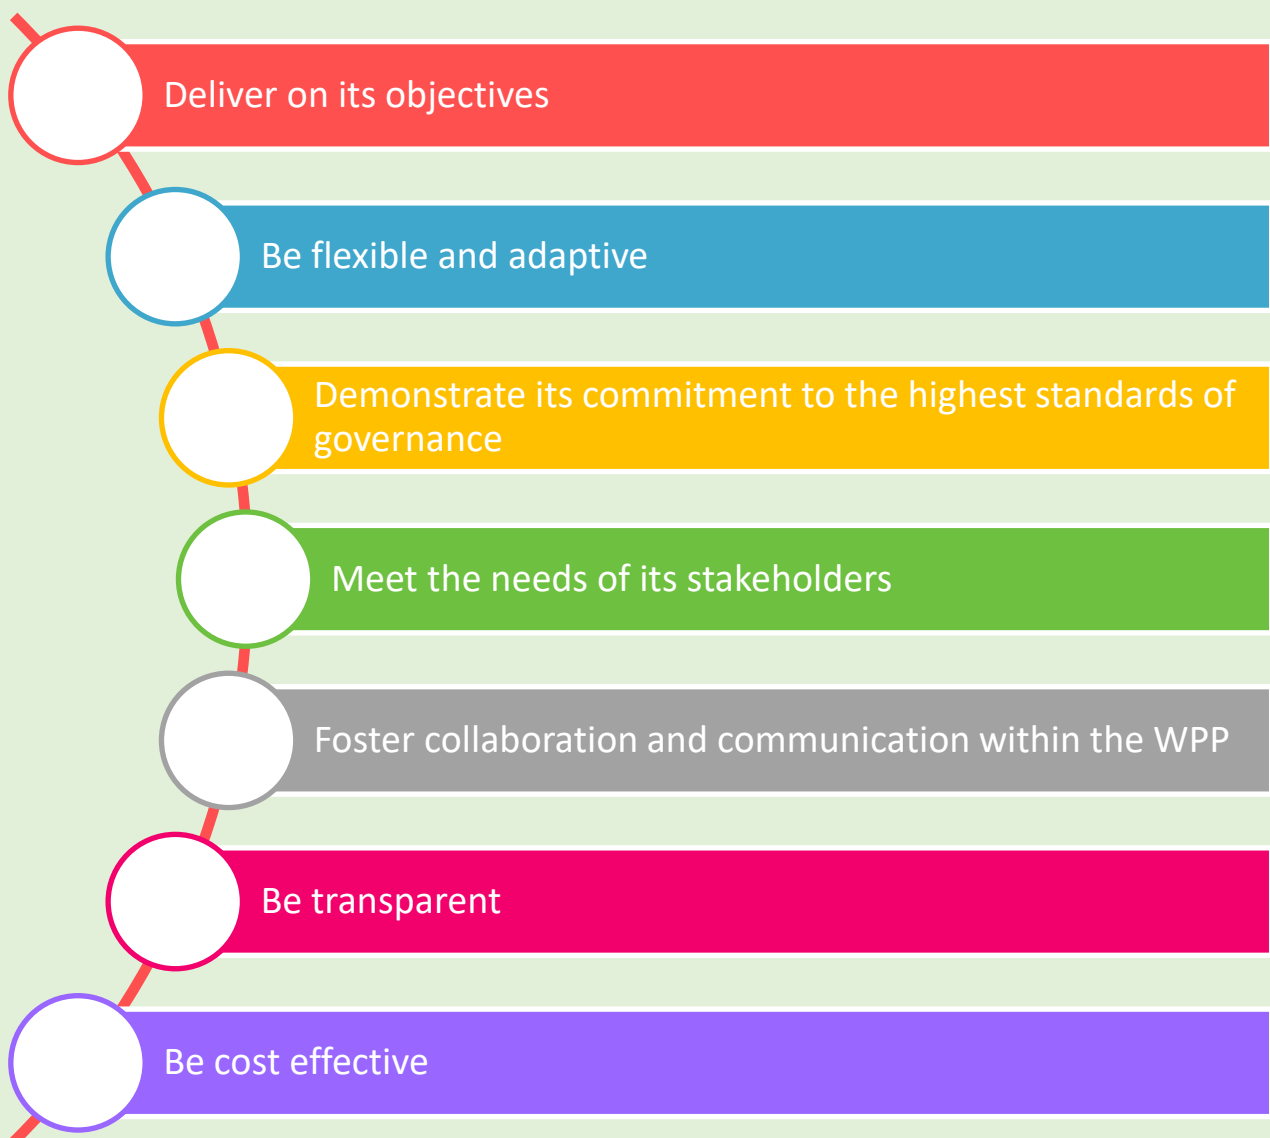 Deliver on its objectives
Be flexible and adaptive
Demonstrate its commitment to the highest standards of
governance
Meet the needs of its stakeholders
Foster collaboration and communication within the WPP
Be transparent
Be cost effective